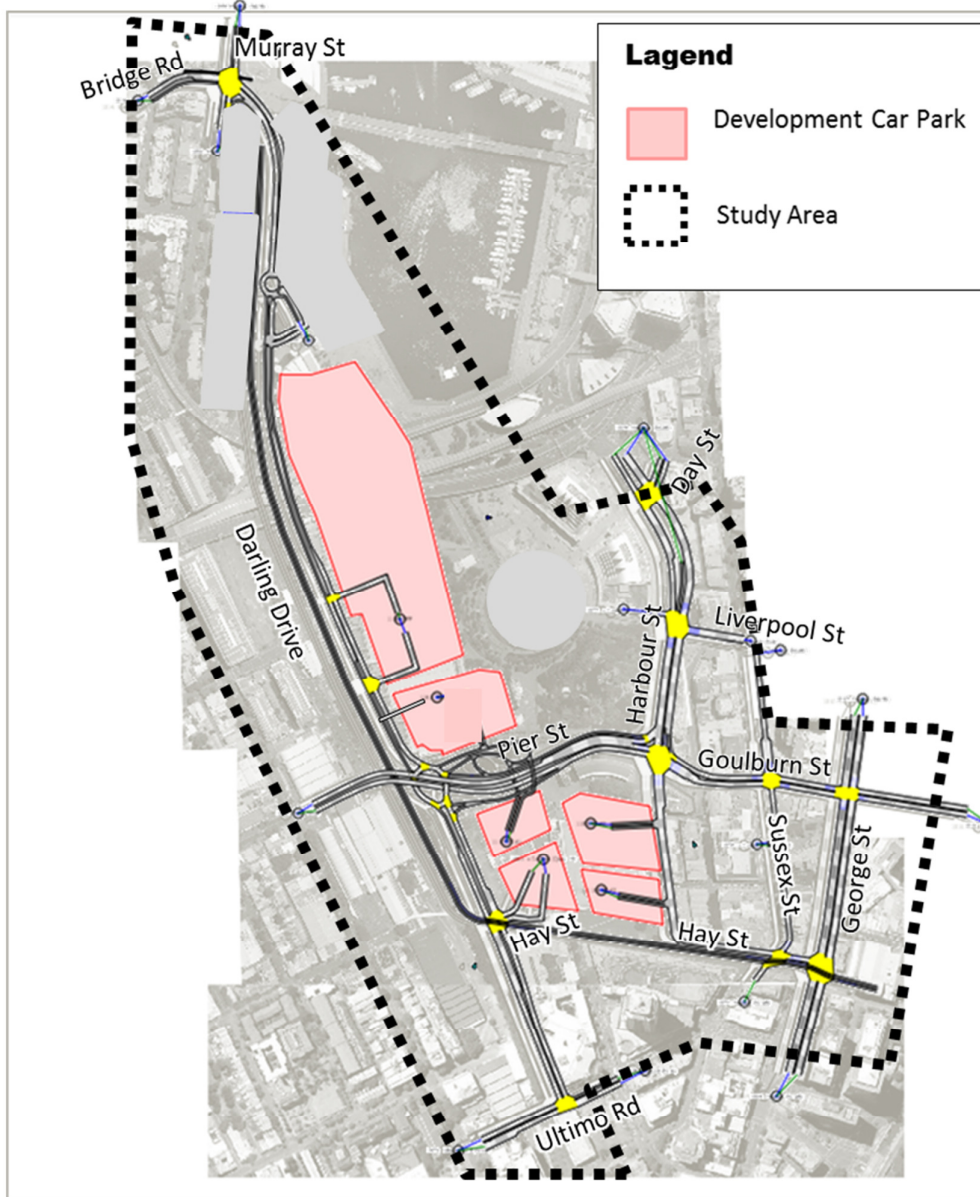 Murray St
Bridge Rd
Lagend
Development Car Park
Study Area
Day St
Darling Drive
Liverpool St
Harbour St
Pier St
Goulburn St
Sussex St
George St
Hay St
Hay St
Ultimo Rd